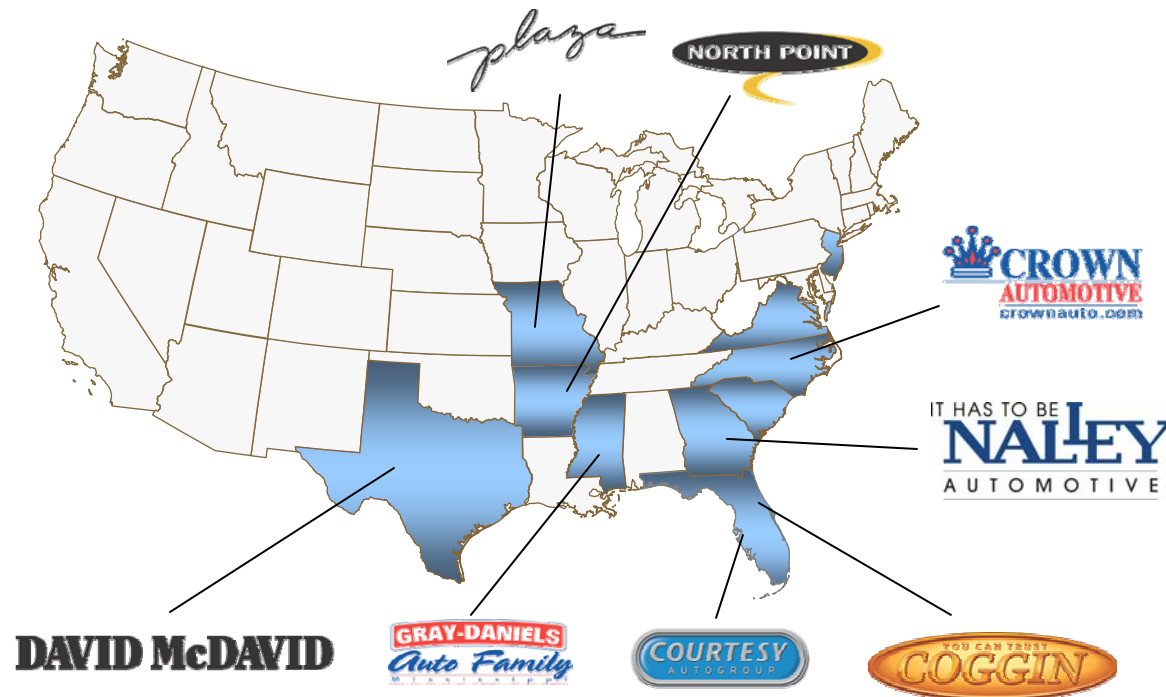 plaza
NORTH POINT
CROWN
AUTOMOTIVE
crownauto.com
IT HAS TO BE
NALLEY
AUTOMOTIVE
DAVID McDAVID
GRAY-DANIELS
Auto Family
Mississippi
COURTESY
AUTOGROUP
YOU CAN TRUST
COGGIN